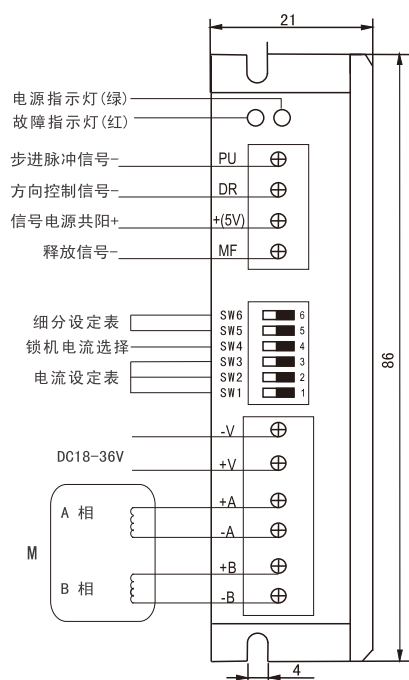 21
电源指示灯(绿)
故障指示灯(红)
步进脉冲信号- PU
方向控制信号- DR
信号电源共阳+ +(5V)
释放信号- MF
细分设定表
SW6 6
SW5 5
锁机电流选择 SW4 4
SW3 3
电流设定表 SW2 2
SW1 1
86
-V
DC18-36V
+V
A 相
+A
-A
M
+B
B 相
-B
4